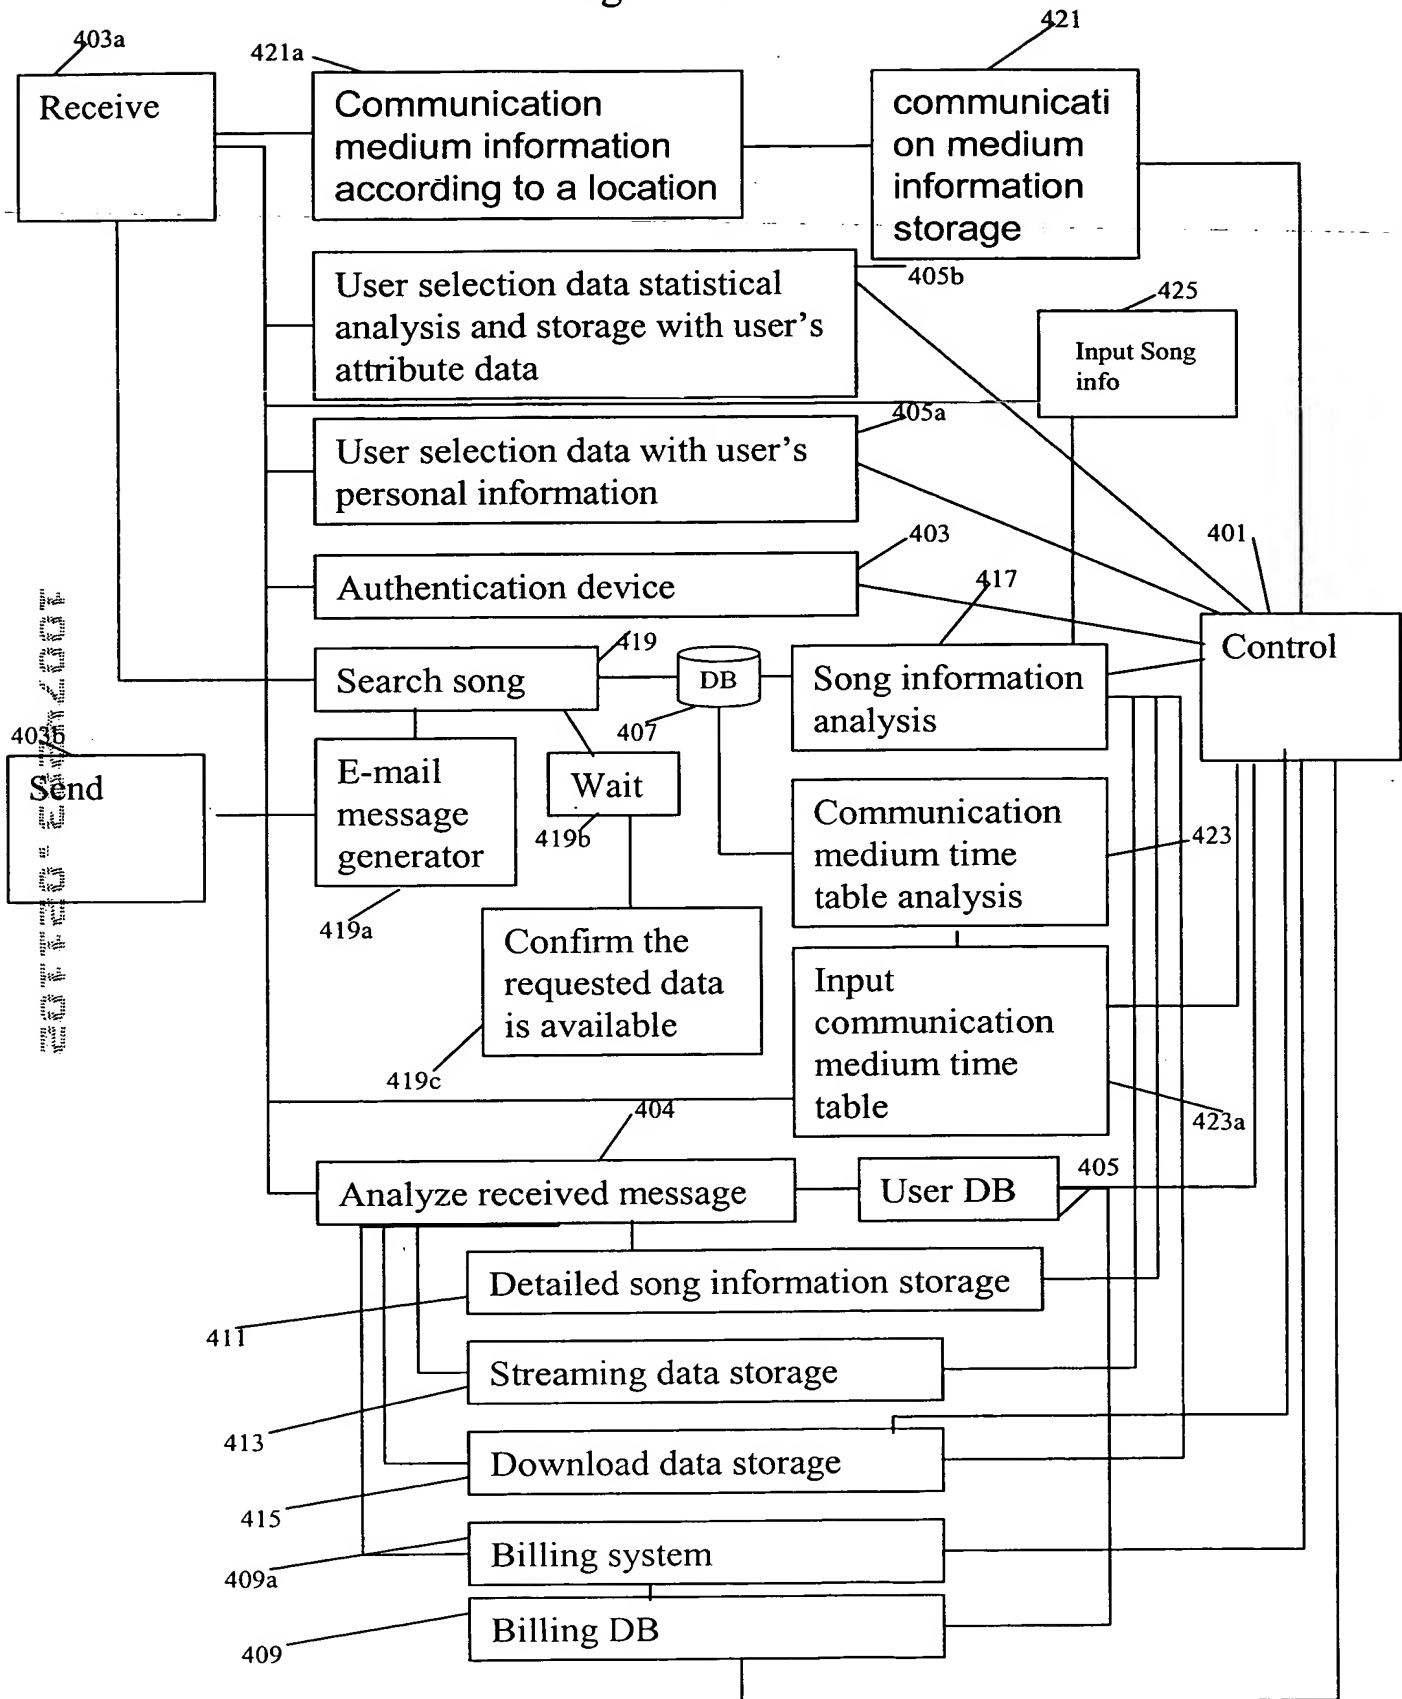 403a
421a
421
Receive
Communication
medium information
according to a location
communicati
on medium
information
storage
405b
425
User selection data statistical
analysis and storage with user's
attribute data
Input Song
info
405a
User selection data with user's
personal information
403
401
Authentication device
417
Control
419
Search song
DB
407
Song information
analysis
403b
Send
E-mail
message
generator
419a
Wait
419b
Communication
medium time
table analysis
423
Confirm the
requested data
is available
419c
Input
communication
medium time
table
423a
404
Analyze received message
User DB
405
Detailed song information storage
411
Streaming data storage
413
Download data storage
415
Billing system
409a
Billing DB
409